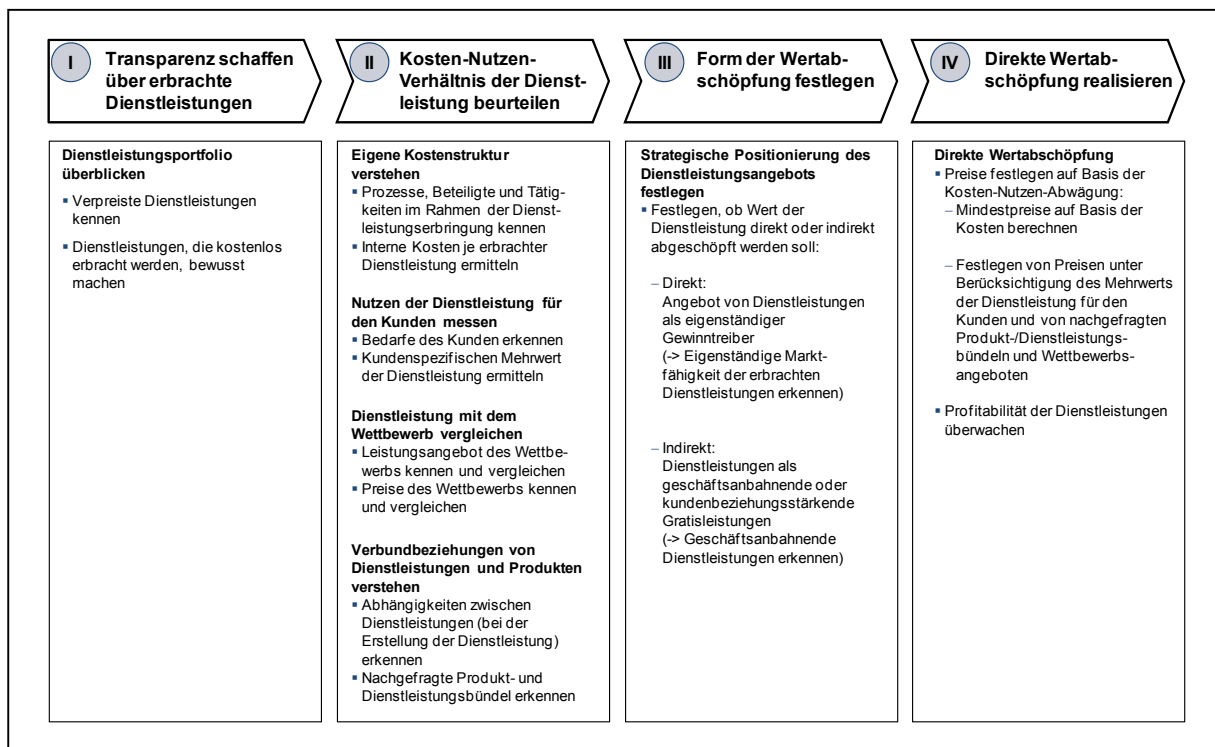 I
Transparenz schaffen
über erbrachte
Dienstleistungen
II
Kosten-Nutzen-
Verhältnis der Dienst-
leistung beurteilen
III
Form der Wertab-
schöpfung festlegen
IV
Direkte Wertab-
schöpfung realisieren
Dienstleistungsportfolio
überblicken
▪ Verpreiste Dienstleistungen
kennen
▪ Dienstleistungen, die kostenlos
erbracht werden, bewusst
machen
Eigene Kostenstruktur
verstehen
▪ Prozesse, Beteiligte und Tätig-
keiten im Rahmen der Dienst-
leistungserbringung kennen
▪ Interne Kosten je erbrachter
Dienstleistung ermitteln
Nutzen der Dienstleistung für
den Kunden messen
▪ Bedarfe des Kunden erkennen
▪ Kundenspezifischen Mehrwert
der Dienstleistung ermitteln
Dienstleistung mit dem
Wettbewerb vergleichen
▪ Leistungsangebot des Wettbe-
werbs kennen und vergleichen
▪ Preise des Wettbewerbs kennen
und vergleichen
Verbundbeziehungen von
Dienstleistungen und Produkten
verstehen
▪ Abhängigkeiten zwischen
Dienstleistungen (bei der
Erstellung der Dienstleistung)
erkennen
▪ Nachgefragte Produkt- und
Dienstleistungsbündel erkennen
Strategische Positionierung des
Dienstleistungsangebots
festlegen
▪ Festlegen, ob Wert der
Dienstleistung direkt oder indirekt
abgeschöpft werden soll:
– Direkt:
Angebot von Dienstleistungen
als eigenständiger
Gewinntreiber
(-> Eigenständige Markt-
fähigkeit der erbrachten
Dienstleistungen erkennen)
– Indirekt:
Dienstleistungen als
geschäftsanbahnende oder
kundenbeziehungsstärkende
Gratisleistungen
(-> Geschäftsanbahnende
Dienstleistungen erkennen)
Direkte Wertabschöpfung
▪ Preise festlegen auf Basis der
Kosten-Nutzen-Abwägung:
– Mindestpreise auf Basis der
Kosten berechnen
– Festlegen von Preisen unter
Berücksichtigung des Mehrwerts
der Dienstleistung für den
Kunden und von nachgefragten
Produkt-/Dienstleistungs-
bündeln und Wettbewerbs-
angeboten
▪ Profitabilität der Dienstleistungen
überwachen